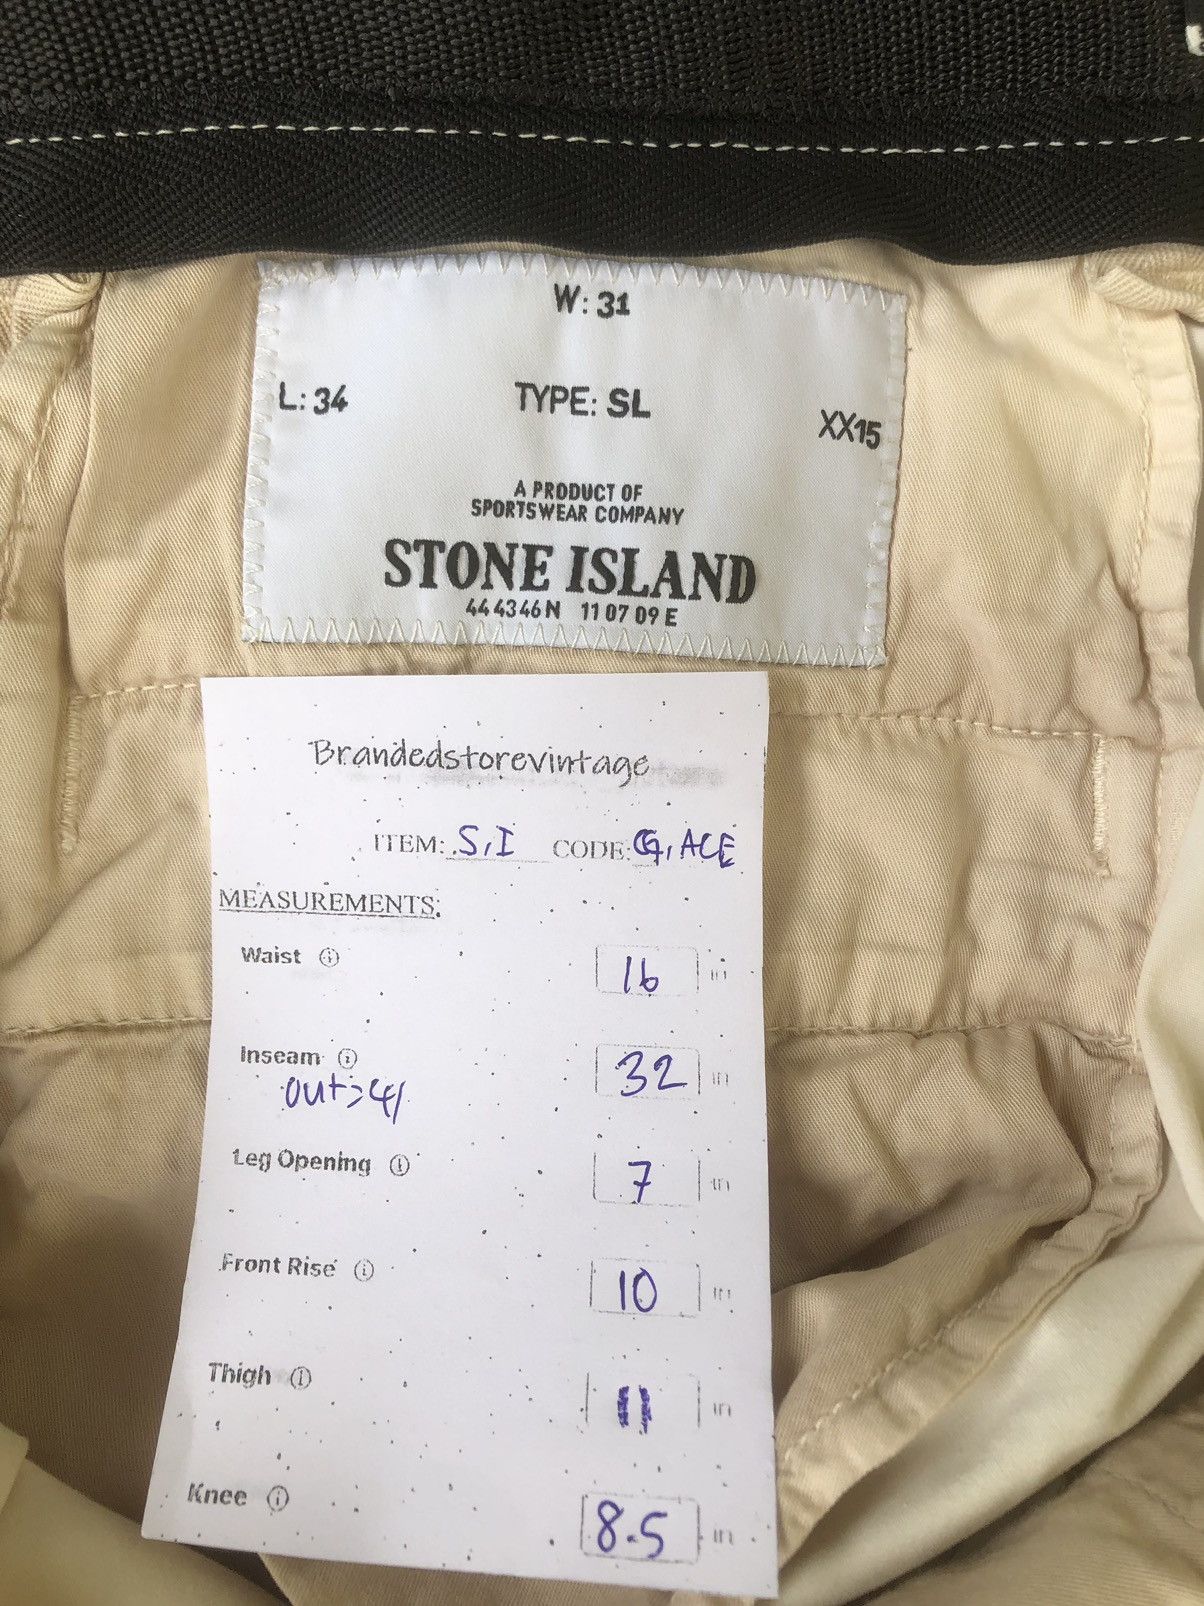 W: 31
L: 34 TYPE: SL XX15
A PRODUCT OF
SPORTSWEAR COMPANY
STONE ISLAND
44 43 46 N 11 07 09 E
Brandedstorevintage
ITEM: S,I CODE: G,ACE
MEASUREMENTS:
Waist 16 in
Inseam 32 in
out=41
Leg Opening 7 in
Front Rise 10 in
Thigh 11 in
Knee 8.5 in